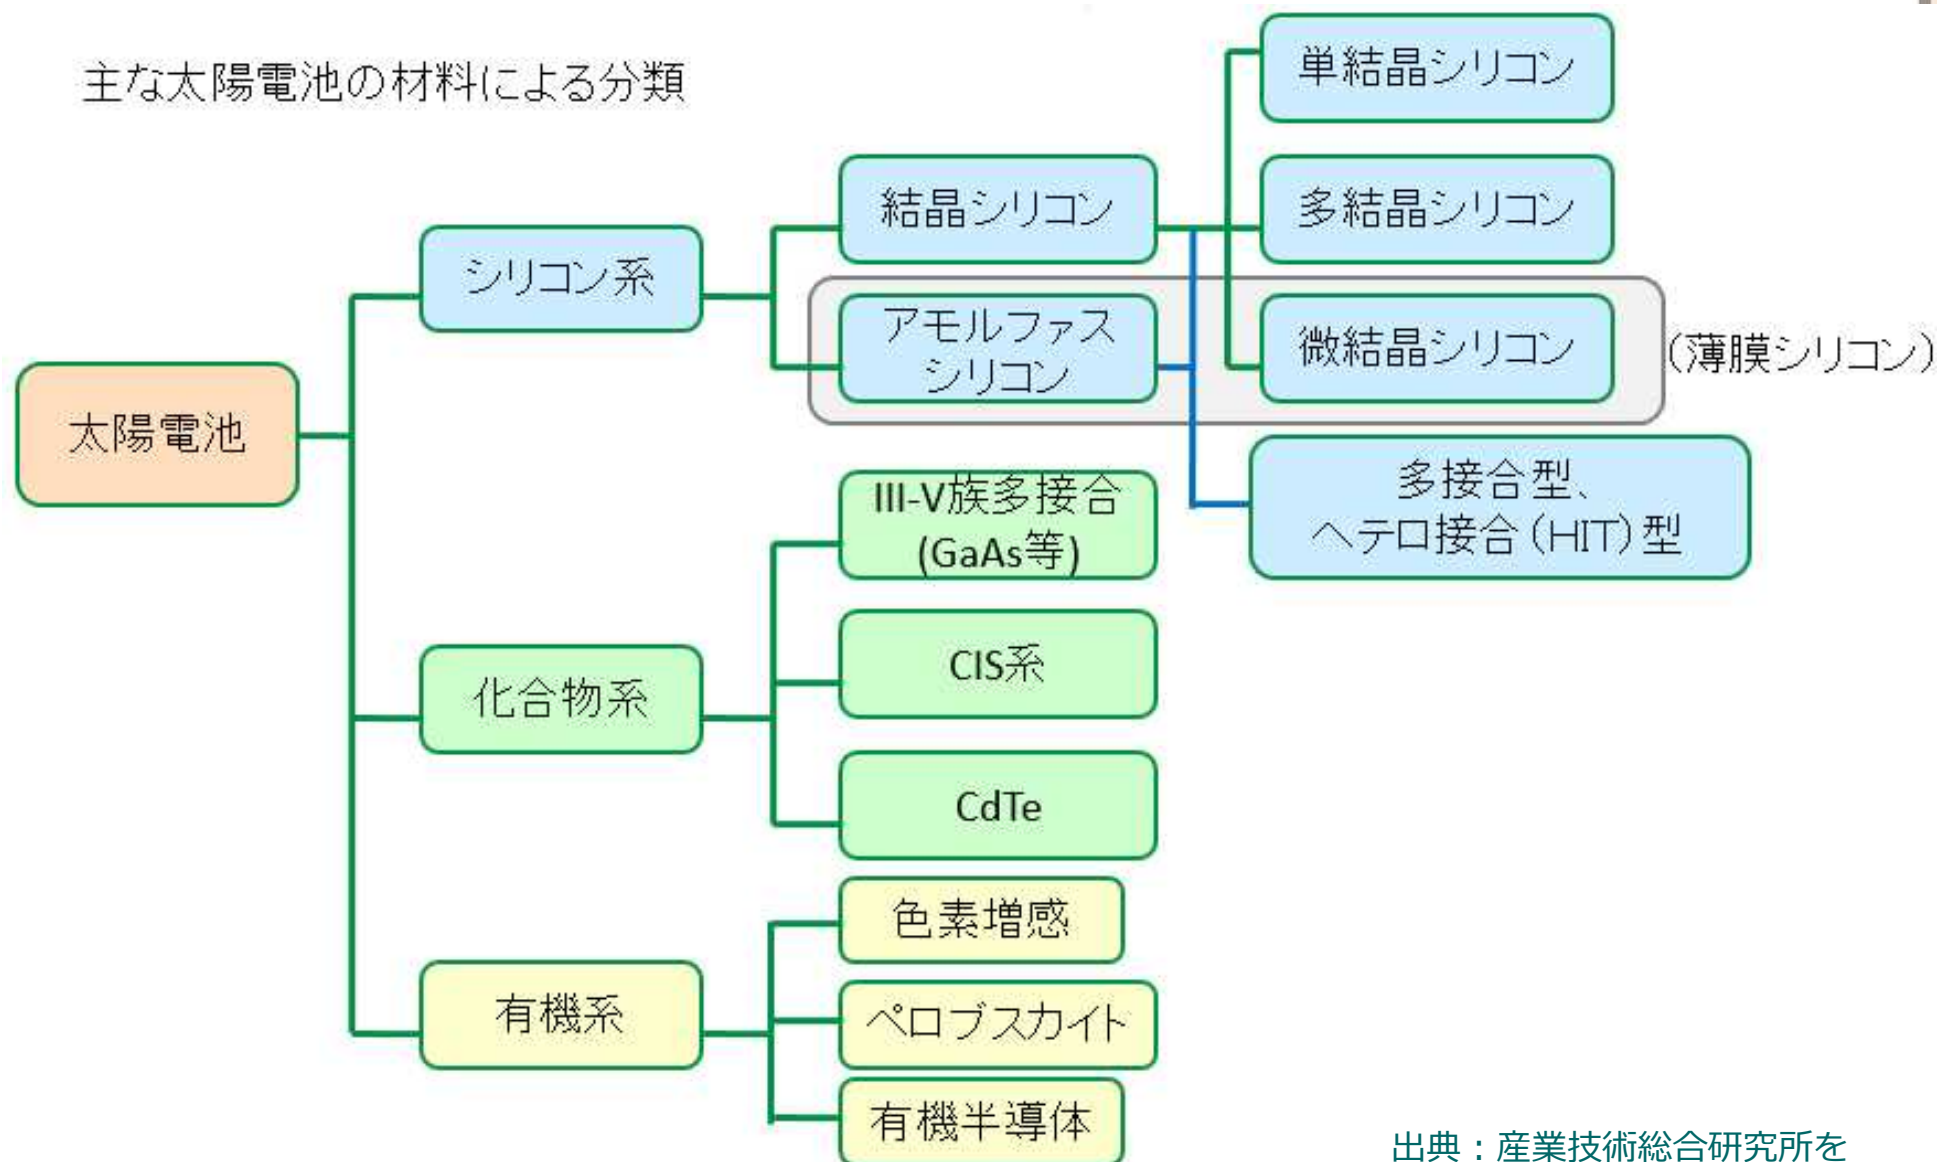 主な太陽電池の材料による分類
単結晶シリコン
結晶シリコン
多結晶シリコン
シリコン系
アモルファス
シリコン
微結晶シリコン
(薄膜シリコン)
太陽電池
多接合型、
ヘテロ接合(HIT)型
III-V族多接合
(GaAs等)
CIS系
化合物系
CdTe
色素増感
有機系
ペロブスカイト
有機半導体
出典：産業技術総合研究所を